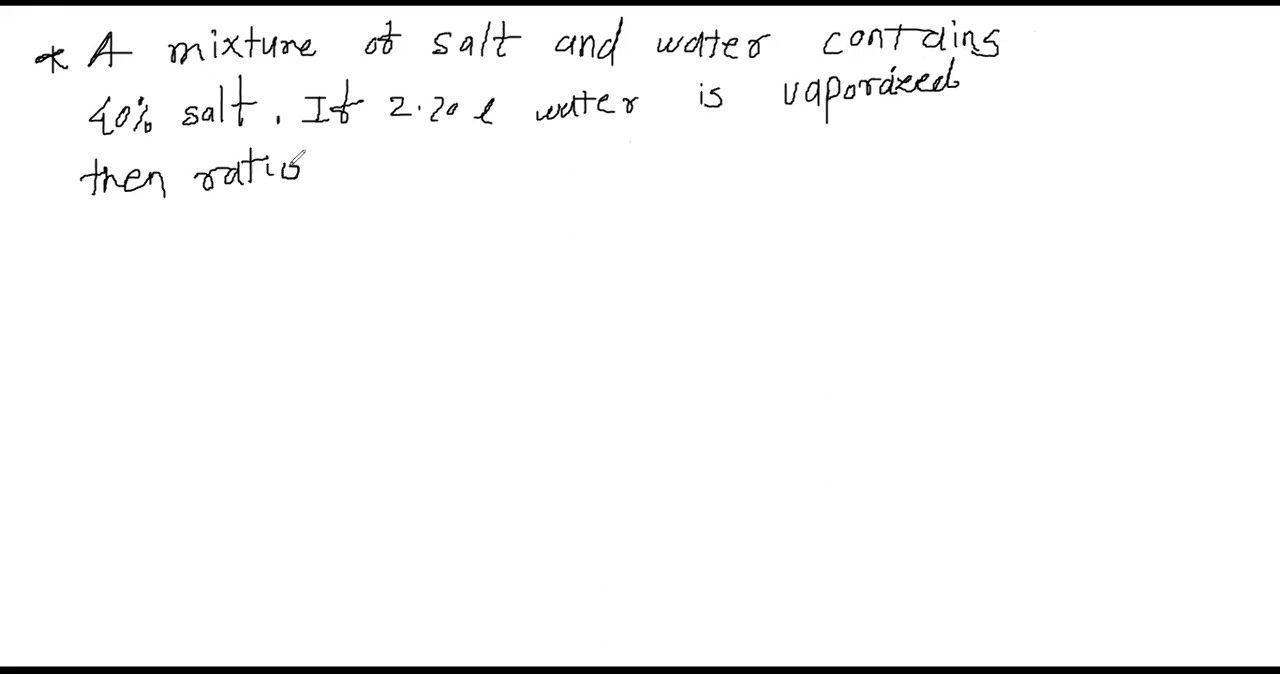 * A mixture of salt and water contains
40% salt. If 2.20 l water is vaporized
then ratio